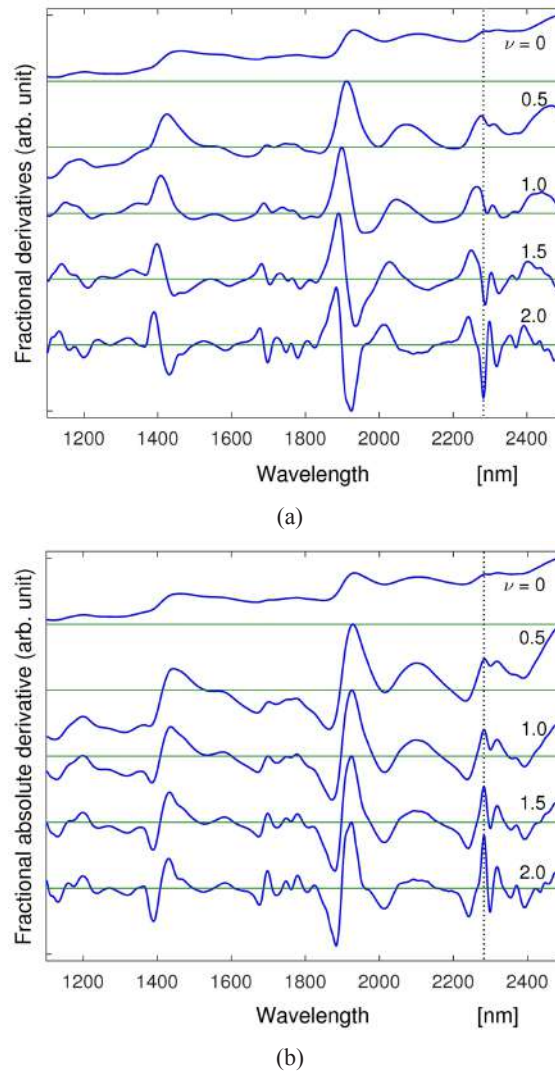 Fractional derivatives (arb. unit)
ν = 0
0.5
1.0
1.5
2.0
1200 1400 1600 1800 2000 2200 2400
Wavelength [nm]
(a)
Fractional absolute derivative (arb. unit)
ν = 0
0.5
1.0
1.5
2.0
1200 1400 1600 1800 2000 2200 2400
Wavelength [nm]
(b)